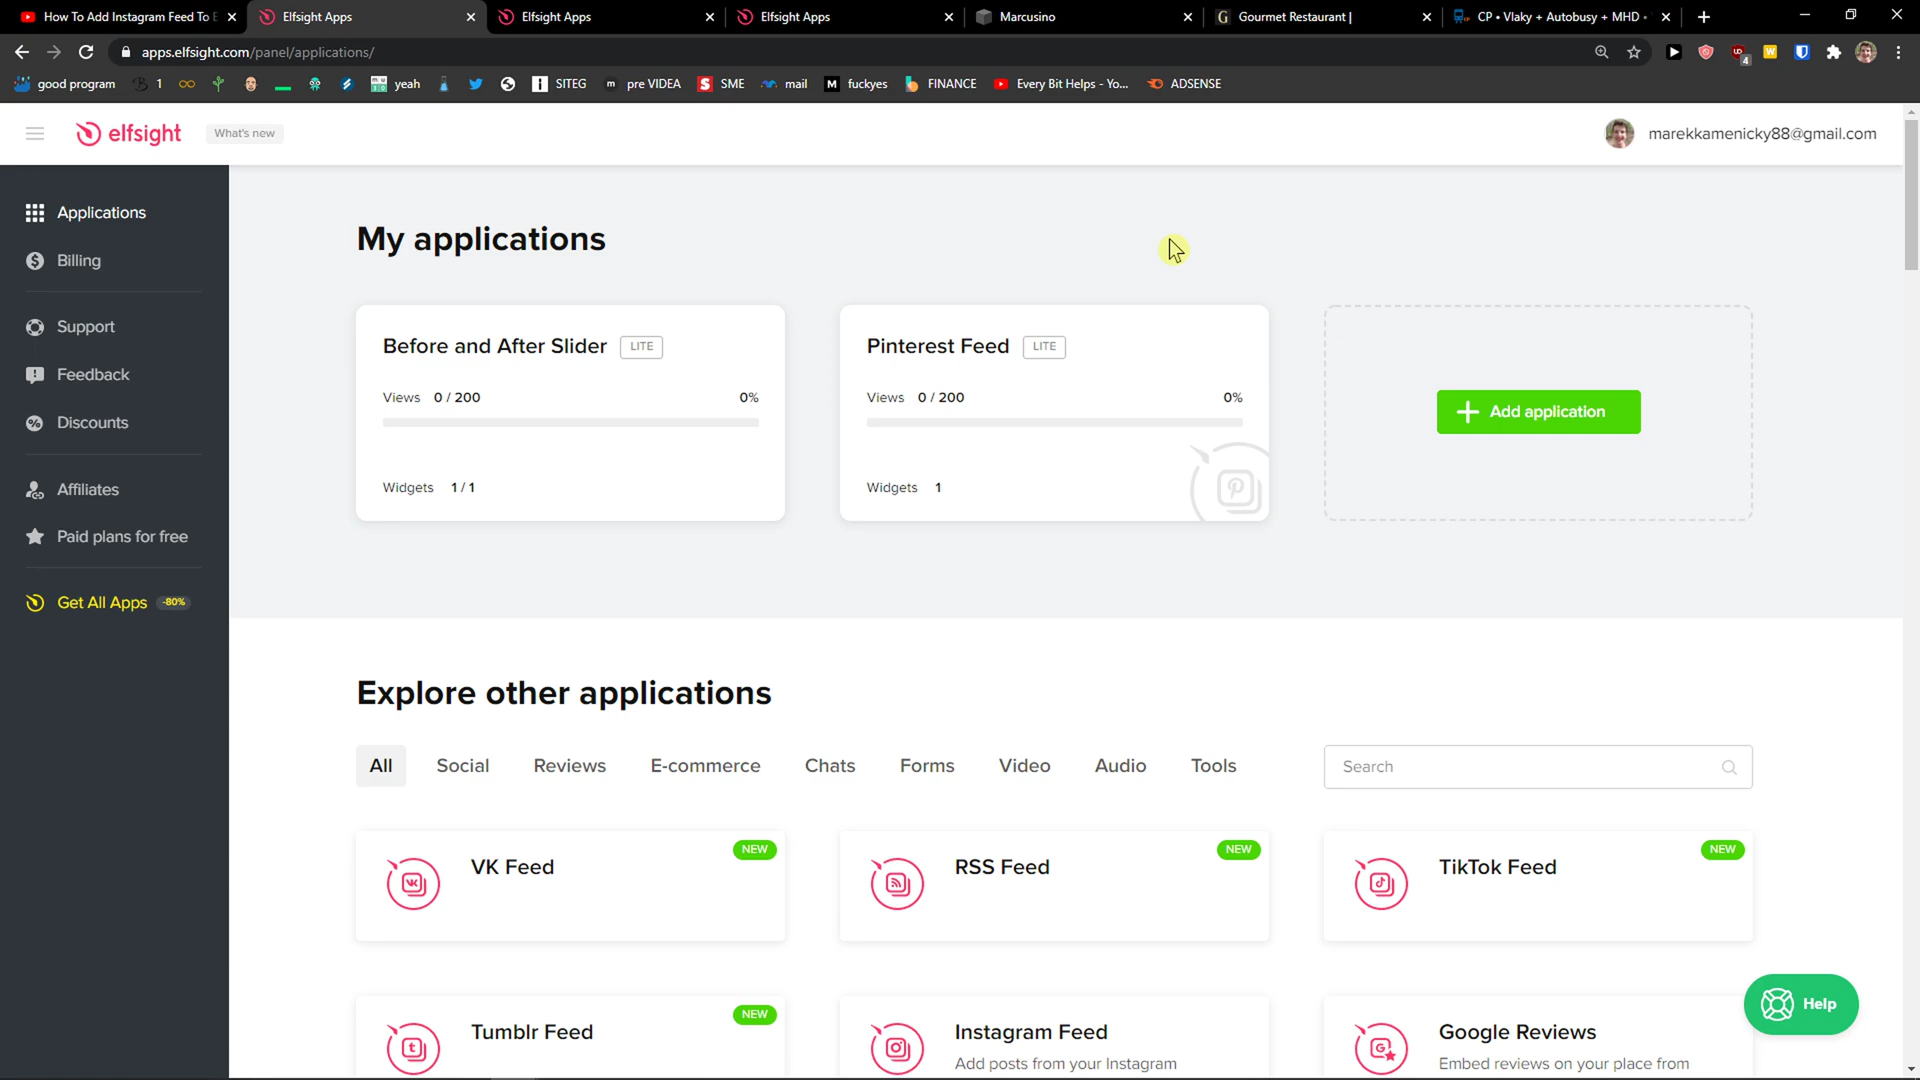 How To Add Instagram Feed To E
Elfsight Apps
Elfsight Apps
Elfsight Apps
Marcusino
Gourmet Restaurant |
CP • Vlaky + Autobusy + MHD -
apps.elfsight.com/panel/applications/
4
good program
1
yeah
SITEG
pre VIDEA
SME
mail
fuckyes
FINANCE
Every Bit Helps - Yo...
ADSENSE
elfsight
What's new
marekkamenicky88@gmail.com
Applications
Billing
Support
Feedback
Discounts
Affiliates
Paid plans for free
Get All Apps -80%
My applications
Before and After Slider LITE
Views 0 / 200 0%
Widgets 1 / 1
Pinterest Feed LITE
Views 0 / 200 0%
Widgets 1
Add application
Explore other applications
All Social Reviews E-commerce Chats Forms Video Audio Tools
Search
VK Feed NEW
RSS Feed NEW
TikTok Feed NEW
Tumblr Feed NEW
Instagram Feed
Add posts from your Instagram
Google Reviews
Embed reviews on your place from
Help